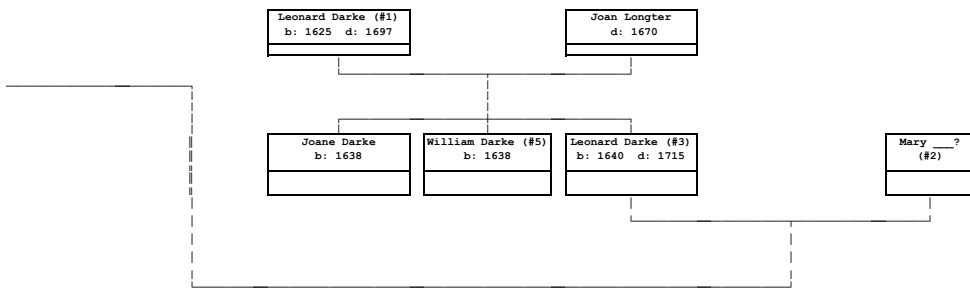 Leonard Darke (#1)
b: 1625 d: 1697
Joan Longter
d: 1670
Joane Darke
b: 1638
William Darke (#5)
b: 1638
Leonard Darke (#3)
b: 1640 d: 1715
Mary ___?
(#2)